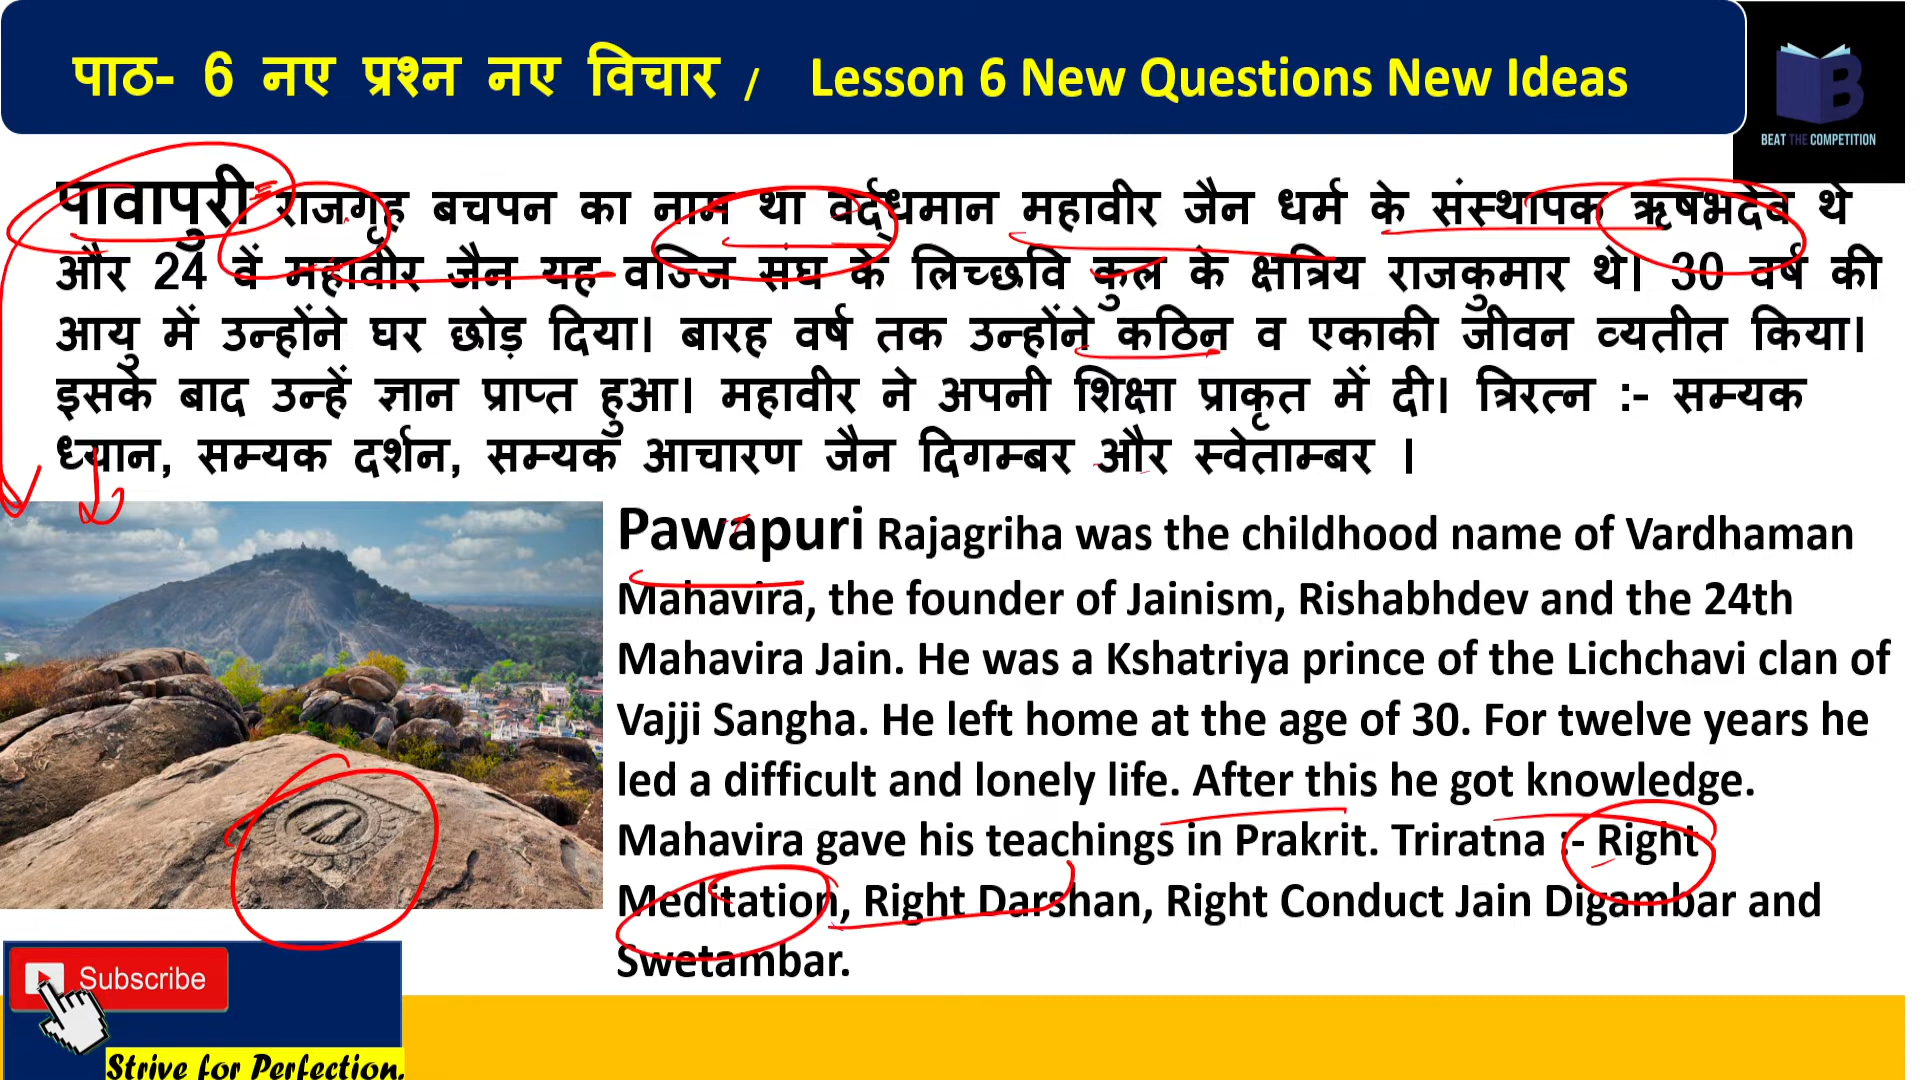 पाठ- 6 नए प्रश्न नए विचार / Lesson 6 New Questions New Ideas
BEAT THE COMPETITION
पावापुरी राजगृह बचपन का नाम था वर्द्धमान महावीर जैन धर्म के संस्थापक ऋषभदेव थे
और 24 वें महावीर जैन यह वज्जि संघ के लिच्छवि कुल के क्षत्रिय राजकुमार थे। 30 वर्ष की
आयु में उन्होंने घर छोड़ दिया। बारह वर्ष तक उन्होंने कठिन व एकाकी जीवन व्यतीत किया।
इसके बाद उन्हें ज्ञान प्राप्त हुआ। महावीर ने अपनी शिक्षा प्राकृत में दी। त्रिरत्न :- सम्यक
ध्यान, सम्यक दर्शन, सम्यक आचारण जैन दिगम्बर और स्वेताम्बर ।
Pawapuri Rajagriha was the childhood name of Vardhaman
Mahavira, the founder of Jainism, Rishabhdev and the 24th
Mahavira Jain. He was a Kshatriya prince of the Lichchavi clan of
Vajji Sangha. He left home at the age of 30. For twelve years he
led a difficult and lonely life. After this he got knowledge.
Mahavira gave his teachings in Prakrit. Triratna :- Right
Meditation, Right Darshan, Right Conduct Jain Digambar and
Swetambar.
Subscribe
Strive for Perfection.